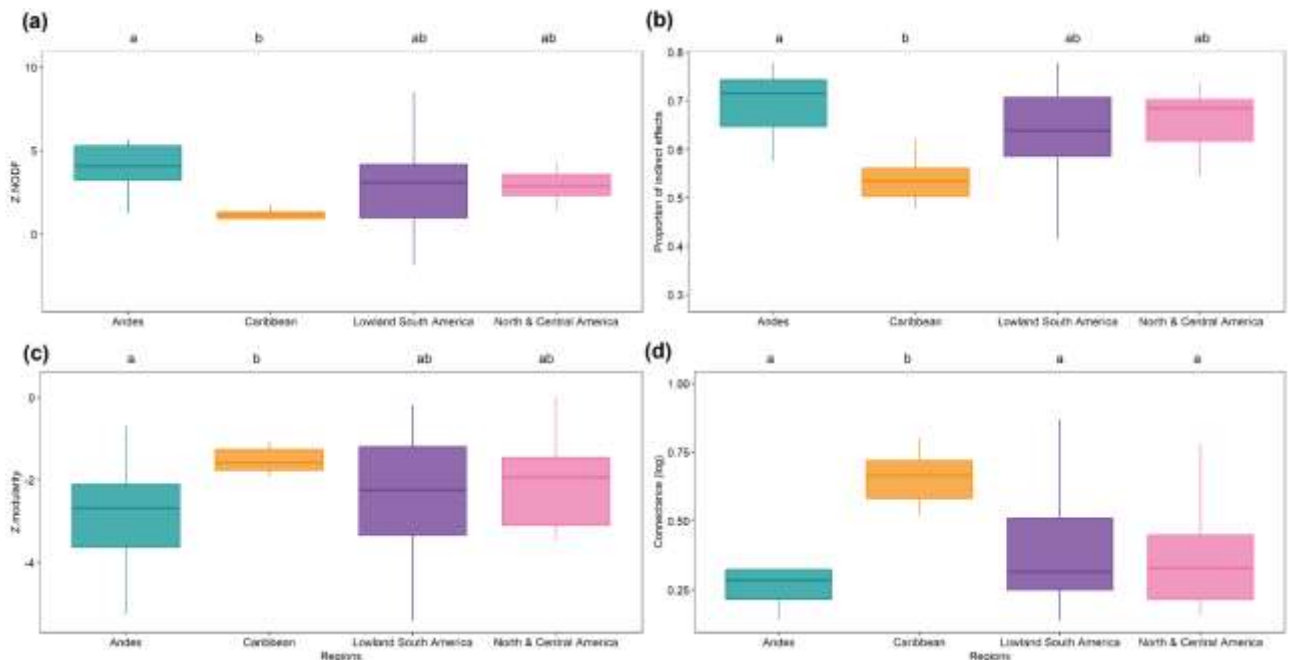 (a)
a b ab ab
10
5
0
Z.NODF
Andes Caribbean Lowland South America North & Central America
(b)
a b ab ab
0.8
0.7
0.6
0.5
0.4
0.3
Proportion of indirect effects
Andes Caribbean Lowland South America North & Central America
(c)
a b ab ab
0
-2
-4
Z.modularity
Andes Caribbean Lowland South America North & Central America
Regions
(d)
a b a a
1.00
0.75
0.50
0.25
Connectance (log)
Andes Caribbean Lowland South America North & Central America
Regions